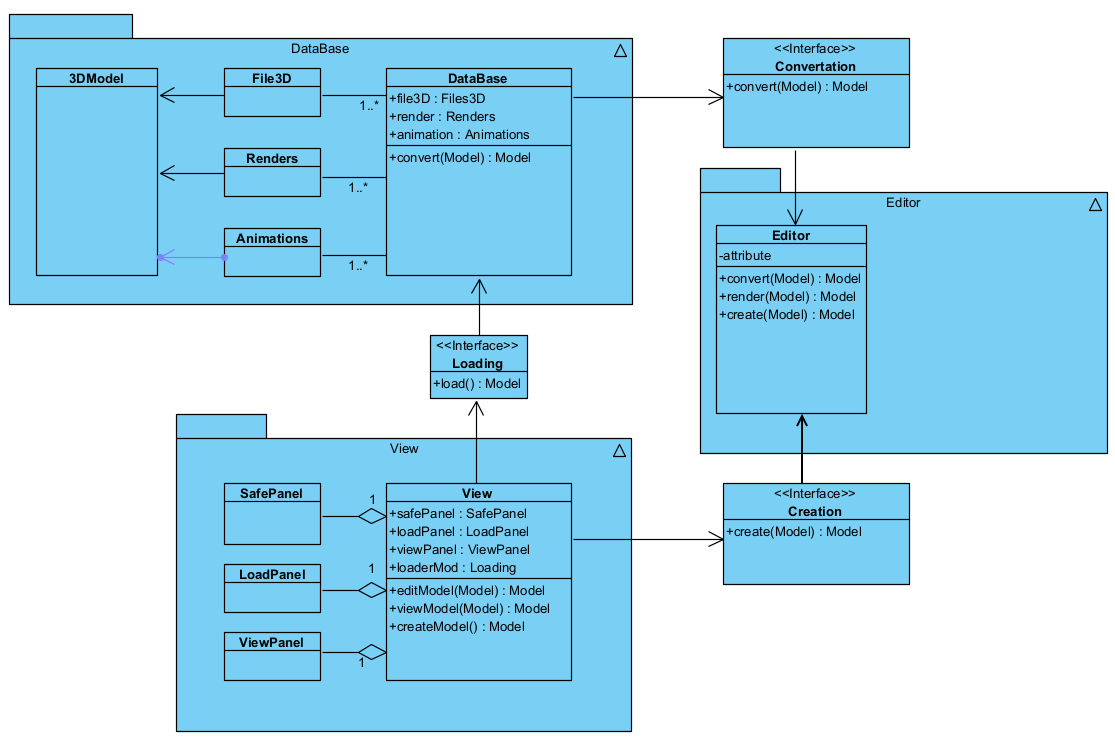 DataBase
3DModel
File3D
1..*
Renders
1..*
Animations
1..*
DataBase
+file3D : Files3D
+render : Renders
+animation : Animations
+convert(Model) : Model
<<Interface>>
Convertation
+convert(Model) : Model
Editor
Editor
-attribute
+convert(Model) : Model
+render(Model) : Model
+create(Model) : Model
<<Interface>>
Loading
+load() : Model
View
SafePanel
1
LoadPanel
1
ViewPanel
1
View
+safePanel : SafePanel
+loadPanel : LoadPanel
+viewPanel : ViewPanel
+loaderMod : Loading
+editModel(Model) : Model
+viewModel(Model) : Model
+createModel() : Model
<<Interface>>
Creation
+create(Model) : Model